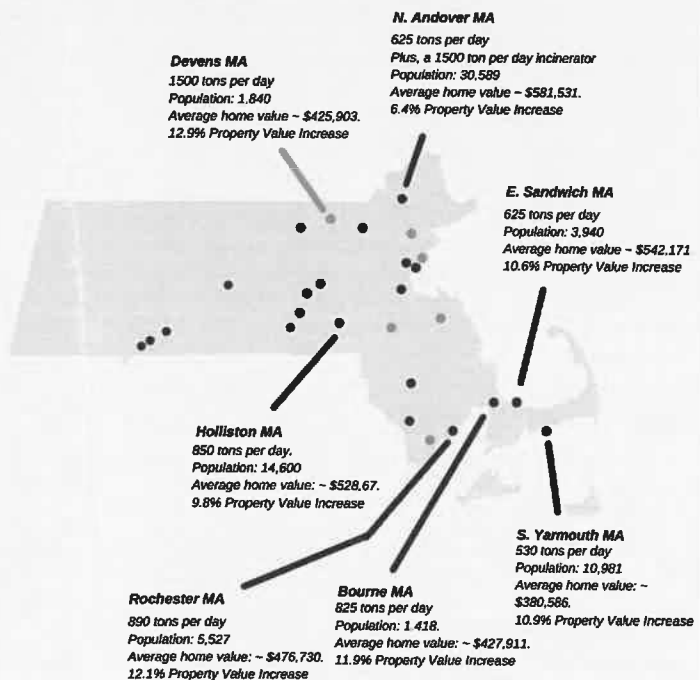 N. Andover MA
625 tons per day
Plus, a 1500 ton per day incinerator
Population: 30,589
Average home value ~ $581,531.
6.4% Property Value Increase
Devens MA
1500 tons per day
Population: 1,840
Average home value ~ $425,903.
12.9% Property Value Increase
E. Sandwich MA
625 tons per day
Population: 3,940
Average home value ~ $542,171
10.6% Property Value Increase
Holliston MA
850 tons per day.
Population: 14,600
Average home value: ~ $528,67.
9.8% Property Value Increase
S. Yarmouth MA
530 tons per day
Population: 10,981
Average home value: ~
$380,586.
10.9% Property Value Increase
Rochester MA
890 tons per day
Population: 5,527
Average home value: ~ $476,730.
12.1% Property Value Increase
Bourne MA
825 tons per day
Population: 1.418.
Average home value: ~ $427,911.
11.9% Property Value Increase